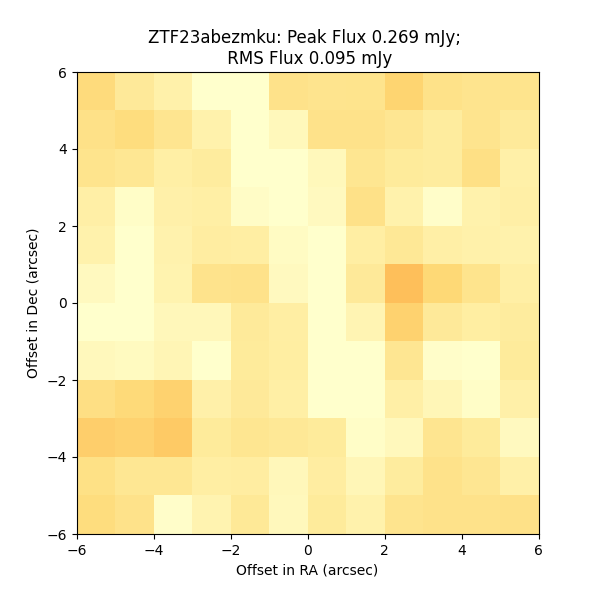 ZTF23abezmku: Peak Flux 0.269 mJy;
RMS Flux 0.095 mJy
6
4
2
0
−2
−4
−6
Offset in Dec (arcsec)
−6 −4 −2 0 2 4 6
Offset in RA (arcsec)